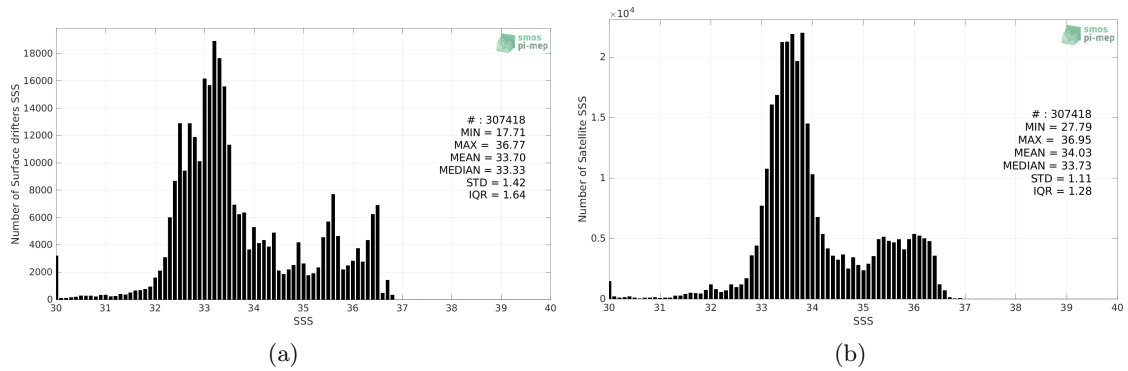 smos
pi-mep
Number of Surface drifters SSS
18000
16000
14000
12000
10000
8000
6000
4000
2000
0
# : 307418
MIN = 17.71
MAX = 36.77
MEAN = 33.70
MEDIAN = 33.33
STD = 1.42
IQR = 1.64
30 31 32 33 34 35 36 37 38 39 40
SSS
(a)
×10⁴
smos
pi-mep
Number of Satellite SSS
2
1.5
1
0.5
0
# : 307418
MIN = 27.79
MAX = 36.95
MEAN = 34.03
MEDIAN = 33.73
STD = 1.11
IQR = 1.28
30 31 32 33 34 35 36 37 38 39 40
SSS
(b)